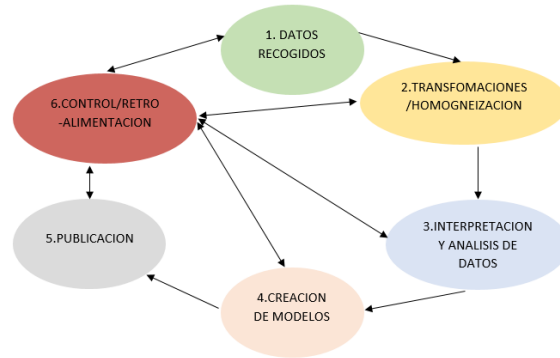 1. DATOS
RECOGIDOS
2.TRANSFOMACIONES
/HOMOGNEIZACION
3.INTERPRETACION
Y ANALISIS DE
DATOS
4.CREACION
DE MODELOS
5.PUBLICACION
6.CONTROL/RETRO
-ALIMENTACION